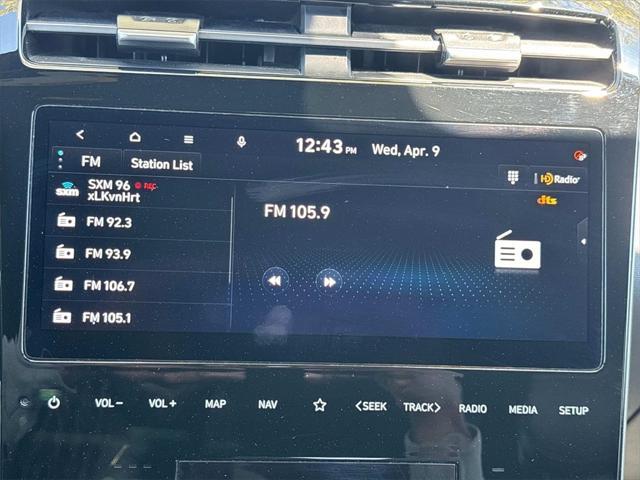 12:43 PM Wed, Apr. 9
FM Station List
HD Radio
dts
SXM 96 REC
sxm xLKvnHrt
FM 92.3
FM 105.9
FM 93.9
FM 106.7
FM 105.1
VOL− VOL+ MAP NAV <SEEK TRACK> RADIO MEDIA SETUP